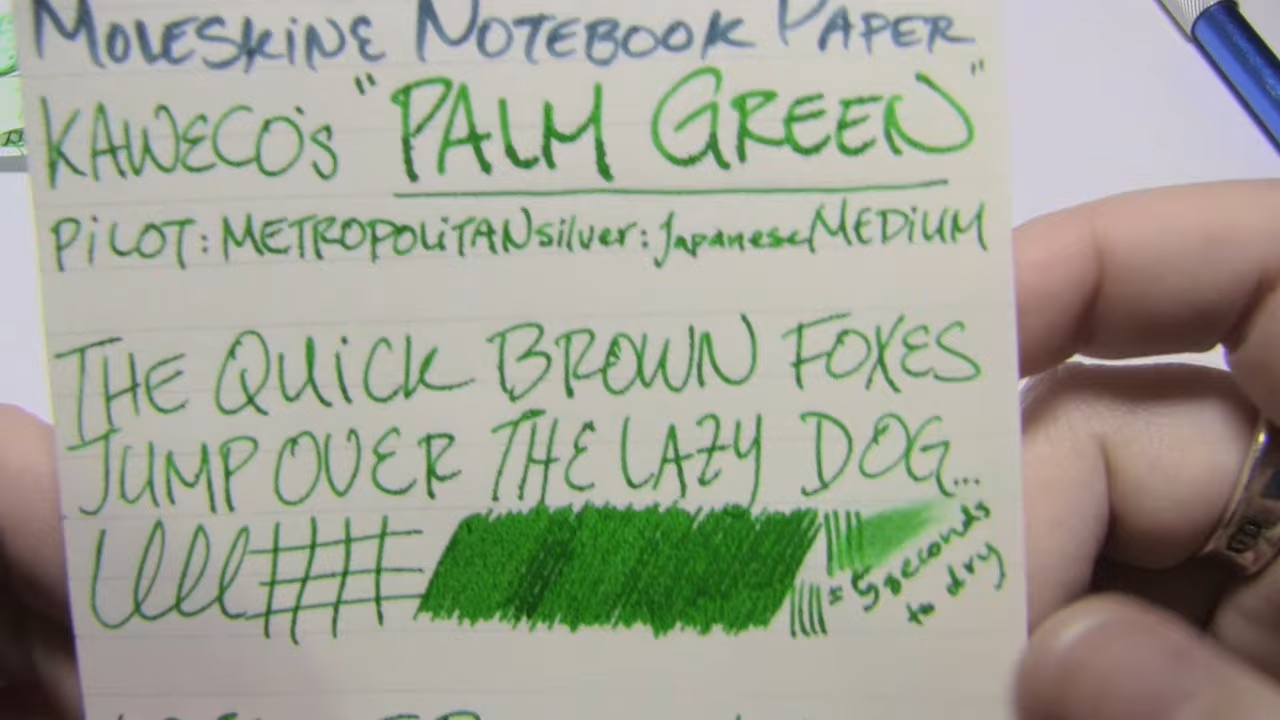 MOLESKINE NOTEBOOK PAPER
KAWECO's "PALM GREEN"
PILOT: METROPOLITAN silver: Japanese MEDIUM
THE QUICK BROWN FOXES
JUMP OVER THE LAZY DOG...
= 5 seconds
to dry